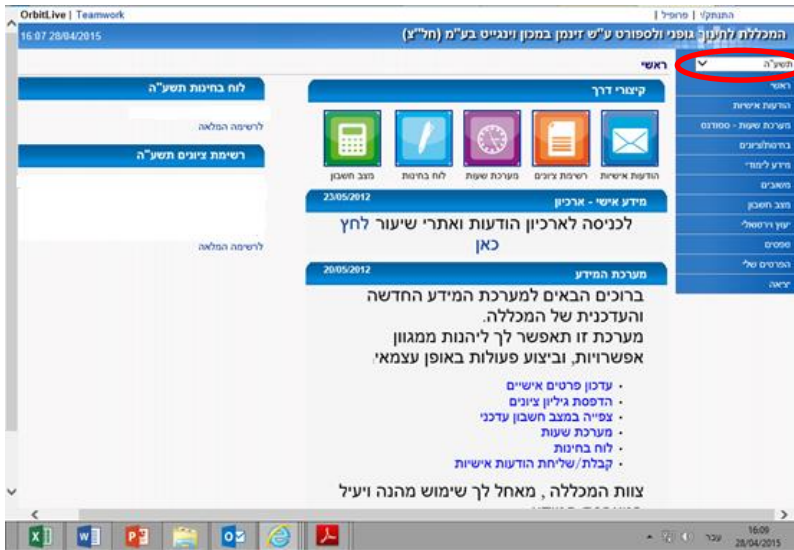 OrbitLive | Teamwork
התנתק/י | פרופיל |
המכללה לחינוך גופני ולספורט ע"ש זינמן במכון וינגייט בע"מ (חל"צ)
16:07 28/04/2015
תשע"ה
ראשי
הודעות אישיות
מערכת שעות - סטודנט
בחינות/ציונים
מידע לימודי
משאבים
מצב חשבון
יעוץ וירטואלי
טפסים
הפרטים שלי
יציאה
ראשי
קיצורי דרך
הודעות אישיות
רשימת ציונים
מערכת שעות
לוח בחינות
מצב חשבון
מידע אישי - ארכיון
23/05/2012
לכניסה לארכיון הודעות ואתרי שיעור לחץ
כאן
מערכת המידע
20/05/2012
ברוכים הבאים למערכת המידע החדשה
והעדכנית של המכללה.
מערכת זו תאפשר לך ליהנות ממגוון
אפשרויות, וביצוע פעולות באופן עצמאי
· עדכון פרטים אישיים
· הדפסת גיליון ציונים
· צפייה במצב חשבון עדכני
· מערכת שעות
· לוח בחינות
· קבלת/שליחת הודעות אישיות
צוות המכללה , מאחל לך שימוש מהנה ויעיל
לוח בחינות תשע"ה
לרשימה המלאה
רשימת ציונים תשע"ה
לרשימה המלאה
עבר
16:09
28/04/2015